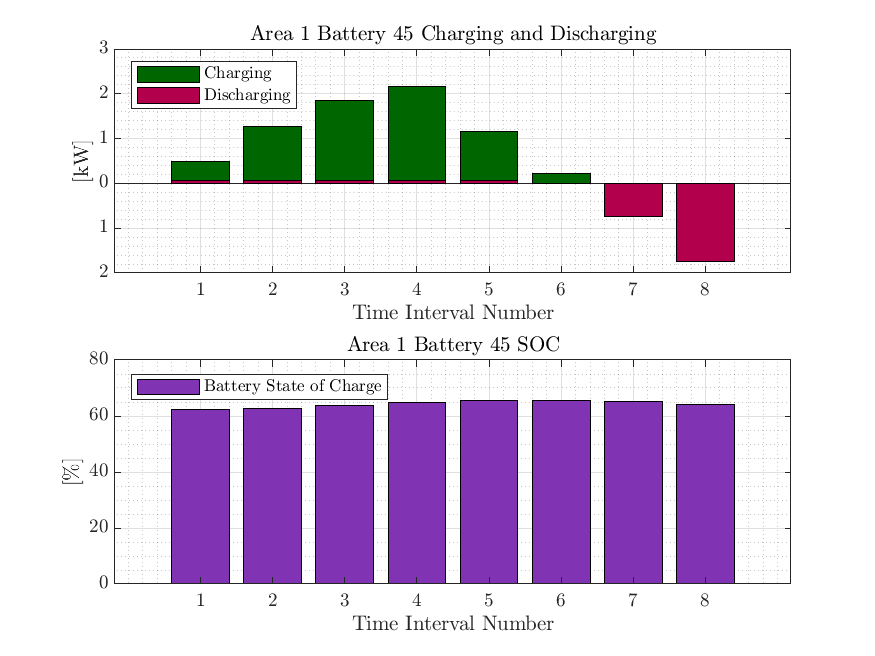 Area 1 Battery 45 Charging and Discharging
3
2
1
0
1
2
[kW]
Charging
Discharging
1 2 3 4 5 6 7 8
Time Interval Number
Area 1 Battery 45 SOC
80
60
40
20
0
[%]
Battery State of Charge
1 2 3 4 5 6 7 8
Time Interval Number